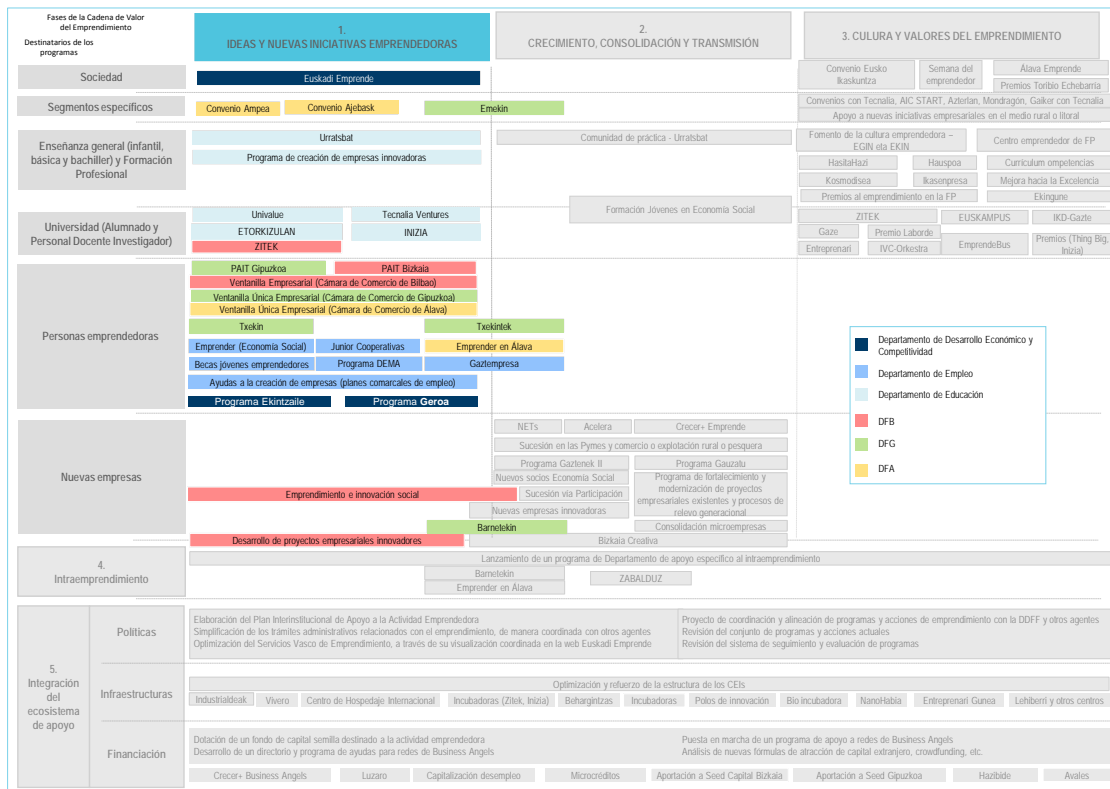 Fases de la Cadena de Valor
del Emprendimiento
Destinatarios de los
programas
1.
IDEAS Y NUEVAS INICIATIVAS EMPRENDEDORAS
2.
CRECIMIENTO, CONSOLIDACIÓN Y TRANSMISIÓN
3. CULURA Y VALORES DEL EMPRENDIMIENTO
Sociedad
Euskadi Emprende
Convenio Eusko
Ikaskuntza
Semana del
emprendedor
Álava Emprende
Premios Toribio Echebarria
Segmentos específicos
Convenio Ampea
Convenio Ajebask
Emekin
Convenios con Tecnalia, AIC START, Azterlan, Mondragón, Gaiker con Tecnalia
Apoyo a nuevas iniciativas empresariales en el medio rural o litoral
Enseñanza general (infantil,
básica y bachiller) y Formación
Profesional
Urratsbat
Programa de creación de empresas innovadoras
Comunidad de práctica - Urratsbat
Fomento de la cultura emprendedora –
EGIN eta EKIN
Centro emprendedor de FP
HasitaHazi
Hauspoa
Currículum ompetencias
Kosmodisea
Ikasenpresa
Mejora hacia la Excelencia
Premios al emprendimiento en la FP
Ekingune
Formación Jóvenes en Economía Social
Universidad (Alumnado y
Personal Docente Investigador)
Univalue
Tecnalia Ventures
ETORKIZULAN
INIZIA
ZITEK
ZITEK
EUSKAMPUS
IKD-Gazte
Gaze
Premio Laborde
Entreprenari
IVC-Orkestra
EmprendeBus
Premios (Thing Big,
Inizia)
Personas emprendedoras
PAIT Gipuzkoa
PAIT Bizkaia
Ventanilla Empresarial (Cámara de Comercio de Bilbao)
Ventanilla Única Empresarial (Cámara de Comercio de Gipuzkoa)
Ventanilla Única Empresarial (Cámara de Comercio de Álava)
Txekin
Txekintek
Emprender (Economía Social)
Junior Cooperativas
Emprender en Álava
Becas jóvenes emprendedores
Programa DEMA
Gaztempresa
Ayudas a la creación de empresas (planes comarcales de empleo)
Programa Ekintzaile
Programa Geroa
Departamento de Desarrollo Económico y
Competitividad
Departamento de Empleo
Departamento de Educación
DFB
DFG
DFA
Nuevas empresas
NETs
Acelera
Crecer+ Emprende
Sucesión en las Pymes y comercio o explotación rural o pesquera
Programa Gaztenek II
Programa Gauzatu
Nuevos socios Economía Social
Programa de fortalecimiento y
modernización de proyectos
empresariales existentes y procesos de
relevo generacional
Emprendimiento e innovación social
Sucesión vía Participación
Nuevas empresas innovadoras
Barnetekin
Consolidación microempresas
Desarrollo de proyectos empresariales innovadores
Bizkaia Creativa
4.
Intraemprendimiento
Lanzamiento de un programa de Departamento de apoyo específico al intraemprendimiento
Barnetekin
ZABALDUZ
Emprender en Álava
5.
Integración
del
ecosistema
de apoyo
Políticas
Elaboración del Plan Interinstitucional de Apoyo a la Actividad Emprendedora
Simplificación de los trámites administrativos relacionados con el emprendimiento, de manera coordinada con otros agentes
Optimización del Servicios Vasco de Emprendimiento, a través de su visualización coordinada en la web Euskadi Emprende
Proyecto de coordinación y alineación de programas y acciones de emprendimiento con la DDFF y otros agentes
Revisión del conjunto de programas y acciones actuales
Revisión del sistema de seguimiento y evaluación de programas
Infraestructuras
Optimización y refuerzo de la estructura de los CEIs
Industrialdeak
Vivero
Centro de Hospedaje Internacional
Incubadoras (Zitek, Inizia)
Behargintzas
Incubadoras
Polos de innovación
Bio incubadora
NanoHabia
Entreprenari Gunea
Lehiberri y otros centros
Financiación
Dotación de un fondo de capital semilla destinado a la actividad emprendedora
Desarrollo de un directorio y programa de ayudas para redes de Business Angels
Puesta en marcha de un programa de apoyo a redes de Business Angels
Análisis de nuevas fórmulas de atracción de capital extranjero, crowdfunding, etc.
Crecer+ Business Angels
Luzaro
Capitalización desempleo
Microcréditos
Aportación a Seed Capital Bizkaia
Aportación a Seed Gipuzkoa
Hazibide
Avales